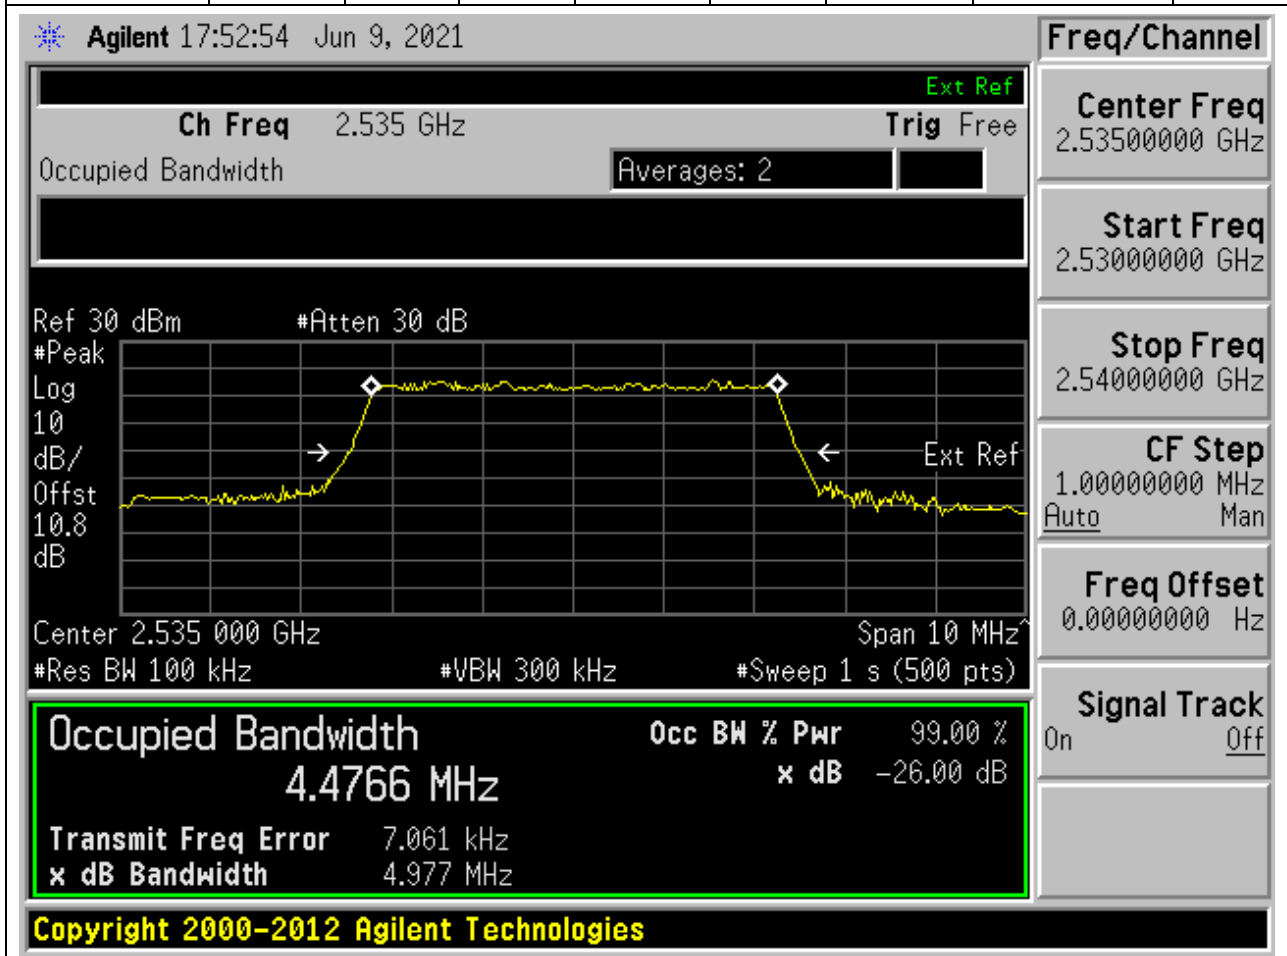 Agilent 17:52:54 Jun 9, 2021
Freq/Channel
Ext Ref
Ch Freq 2.535 GHz
Trig Free
Occupied Bandwidth
Averages: 2
Ref 30 dBm
#Atten 30 dB
#Peak
Log
10
dB/
Offst
10.8
dB
Ext Ref
Center 2.535 000 GHz
Span 10 MHz^
#Res BW 100 kHz
#VBW 300 kHz
#Sweep 1 s (500 pts)
Occupied Bandwidth
4.4766 MHz
Occ BW % Pwr 99.00 %
x dB -26.00 dB
Transmit Freq Error 7.061 kHz
x dB Bandwidth 4.977 MHz
Center Freq
2.53500000 GHz
Start Freq
2.53000000 GHz
Stop Freq
2.54000000 GHz
CF Step
1.00000000 MHz
Auto Man
Freq Offset
0.00000000 Hz
Signal Track
On Off
Copyright 2000-2012 Agilent Technologies